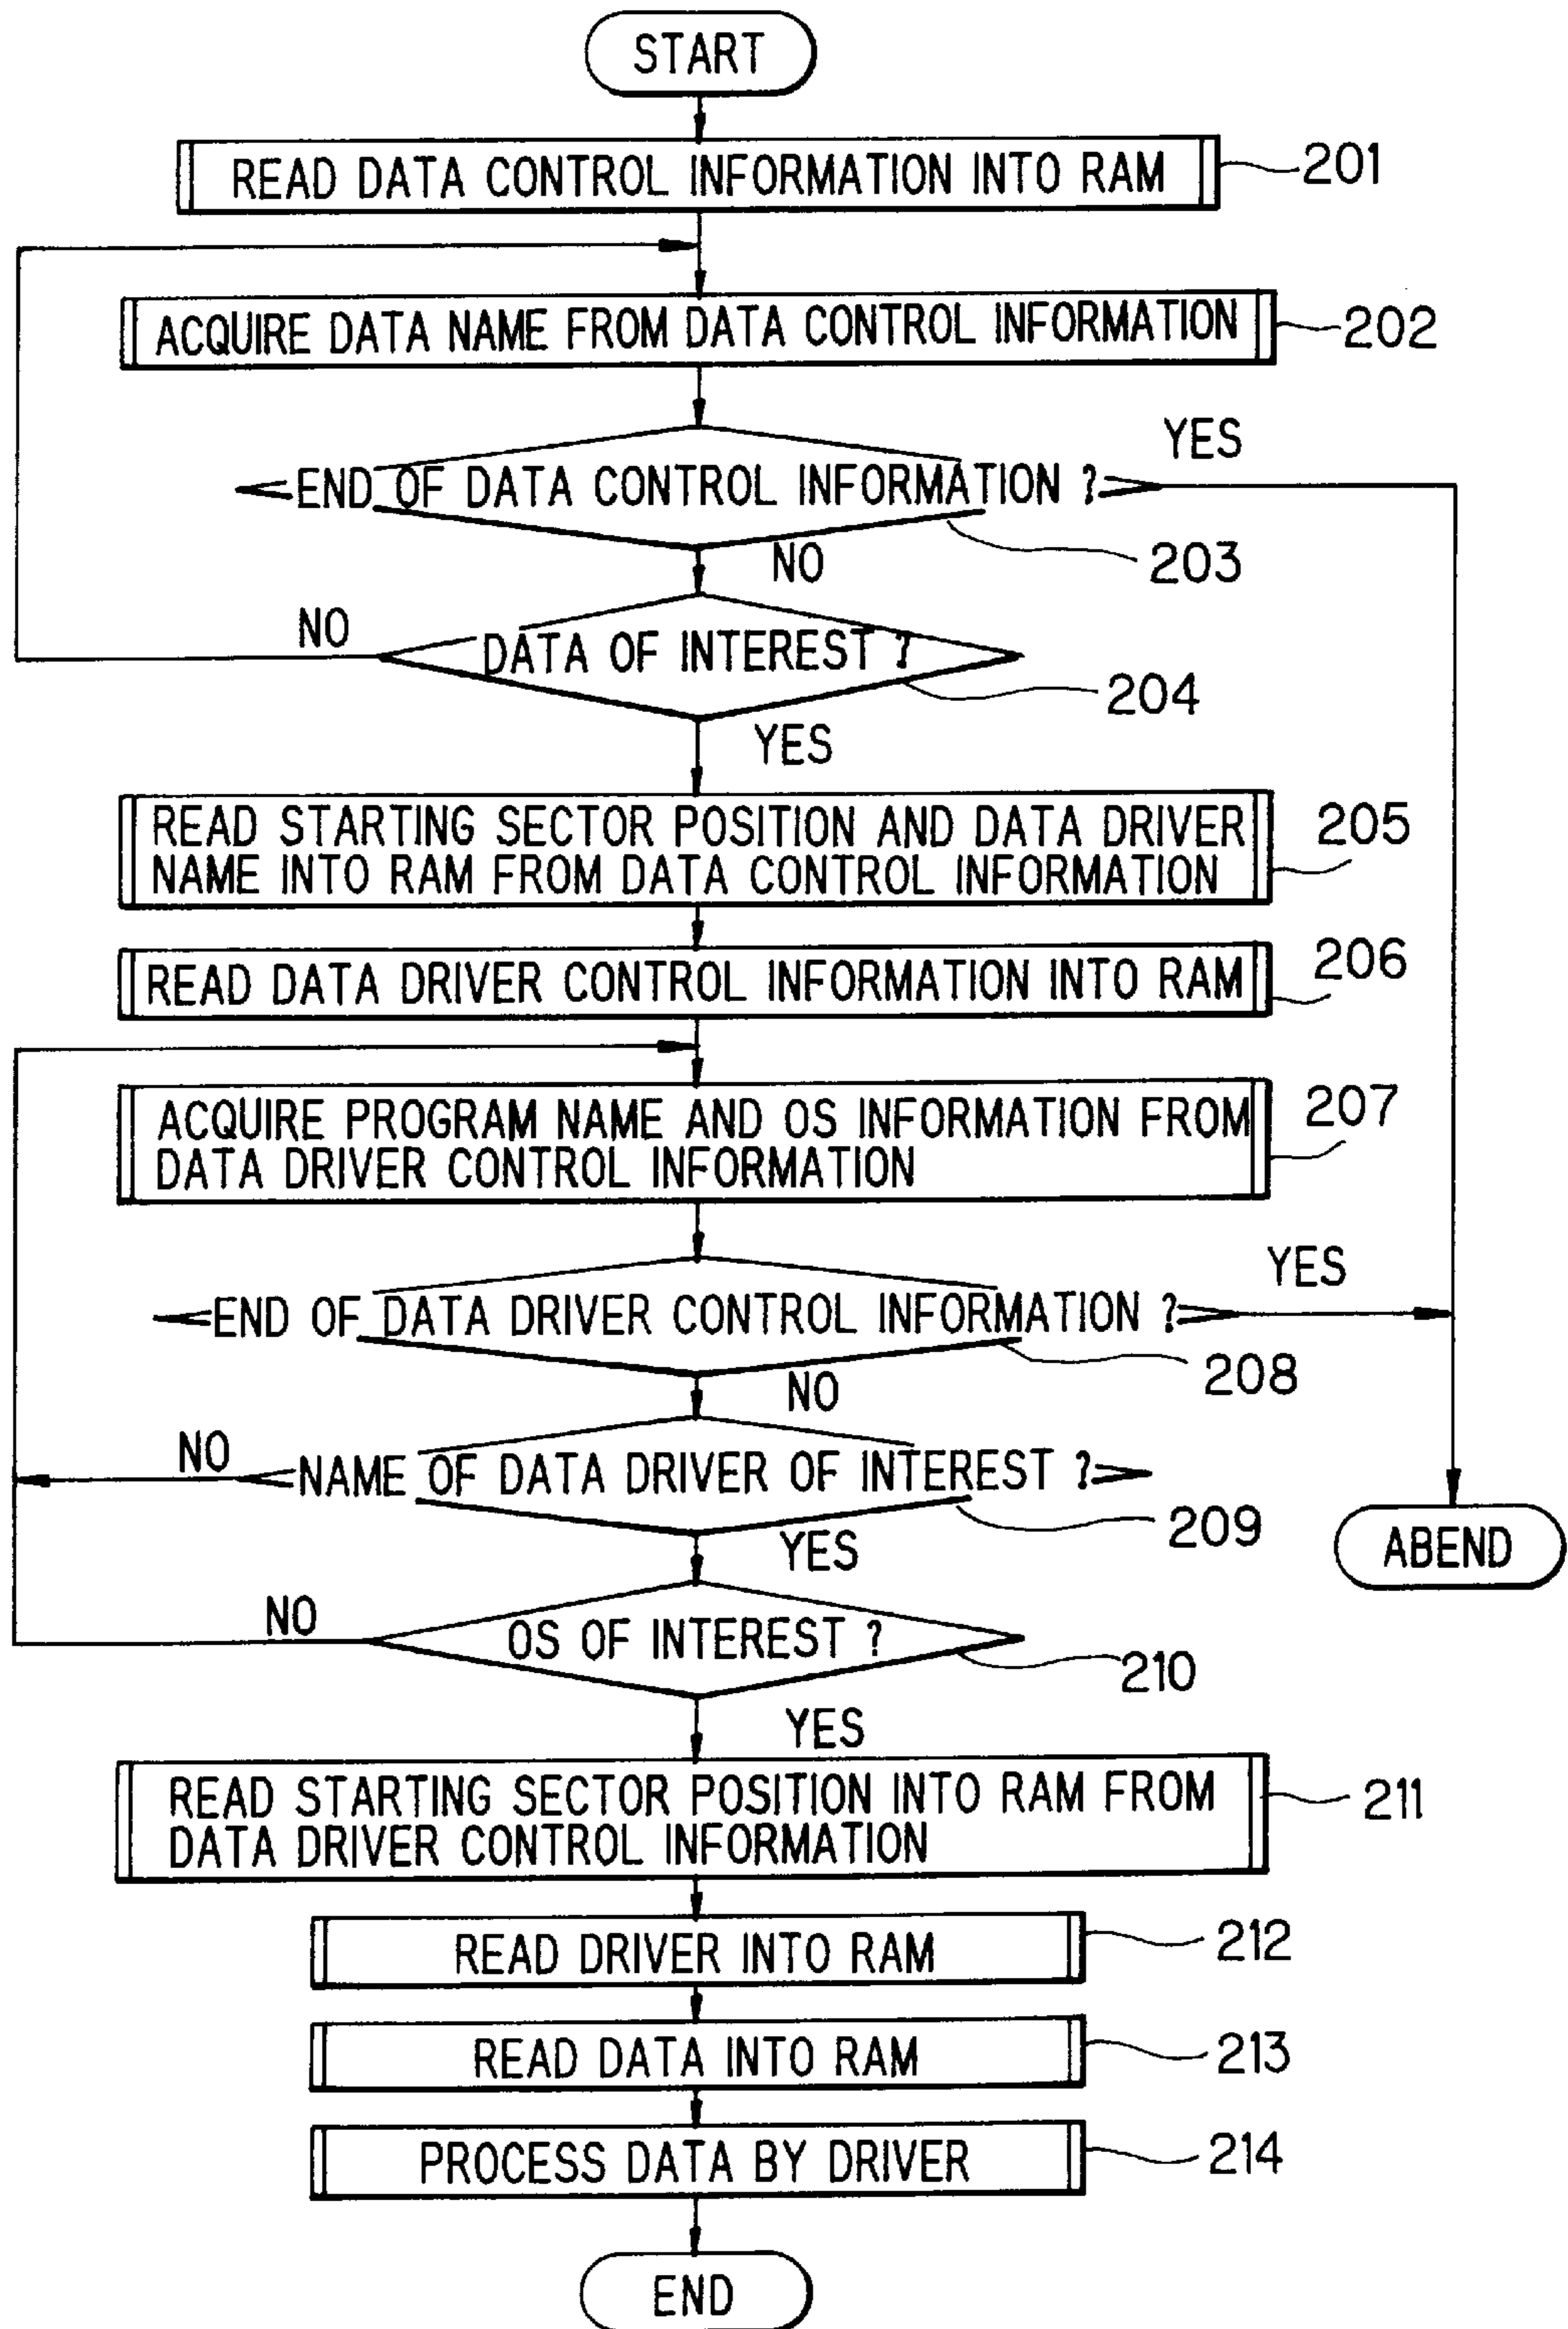 START
READ DATA CONTROL INFORMATION INTO RAM
201
ACQUIRE DATA NAME FROM DATA CONTROL INFORMATION
202
YES
END OF DATA CONTROL INFORMATION ?
203
NO
NO
DATA OF INTEREST ?
204
YES
READ STARTING SECTOR POSITION AND DATA DRIVER
NAME INTO RAM FROM DATA CONTROL INFORMATION
205
READ DATA DRIVER CONTROL INFORMATION INTO RAM
206
ACQUIRE PROGRAM NAME AND OS INFORMATION FROM
DATA DRIVER CONTROL INFORMATION
207
YES
END OF DATA DRIVER CONTROL INFORMATION ?
208
NO
NO
NAME OF DATA DRIVER OF INTEREST ?
209
YES
ABEND
NO
OS OF INTEREST ?
210
YES
READ STARTING SECTOR POSITION INTO RAM FROM
DATA DRIVER CONTROL INFORMATION
211
READ DRIVER INTO RAM
212
READ DATA INTO RAM
213
PROCESS DATA BY DRIVER
214
END